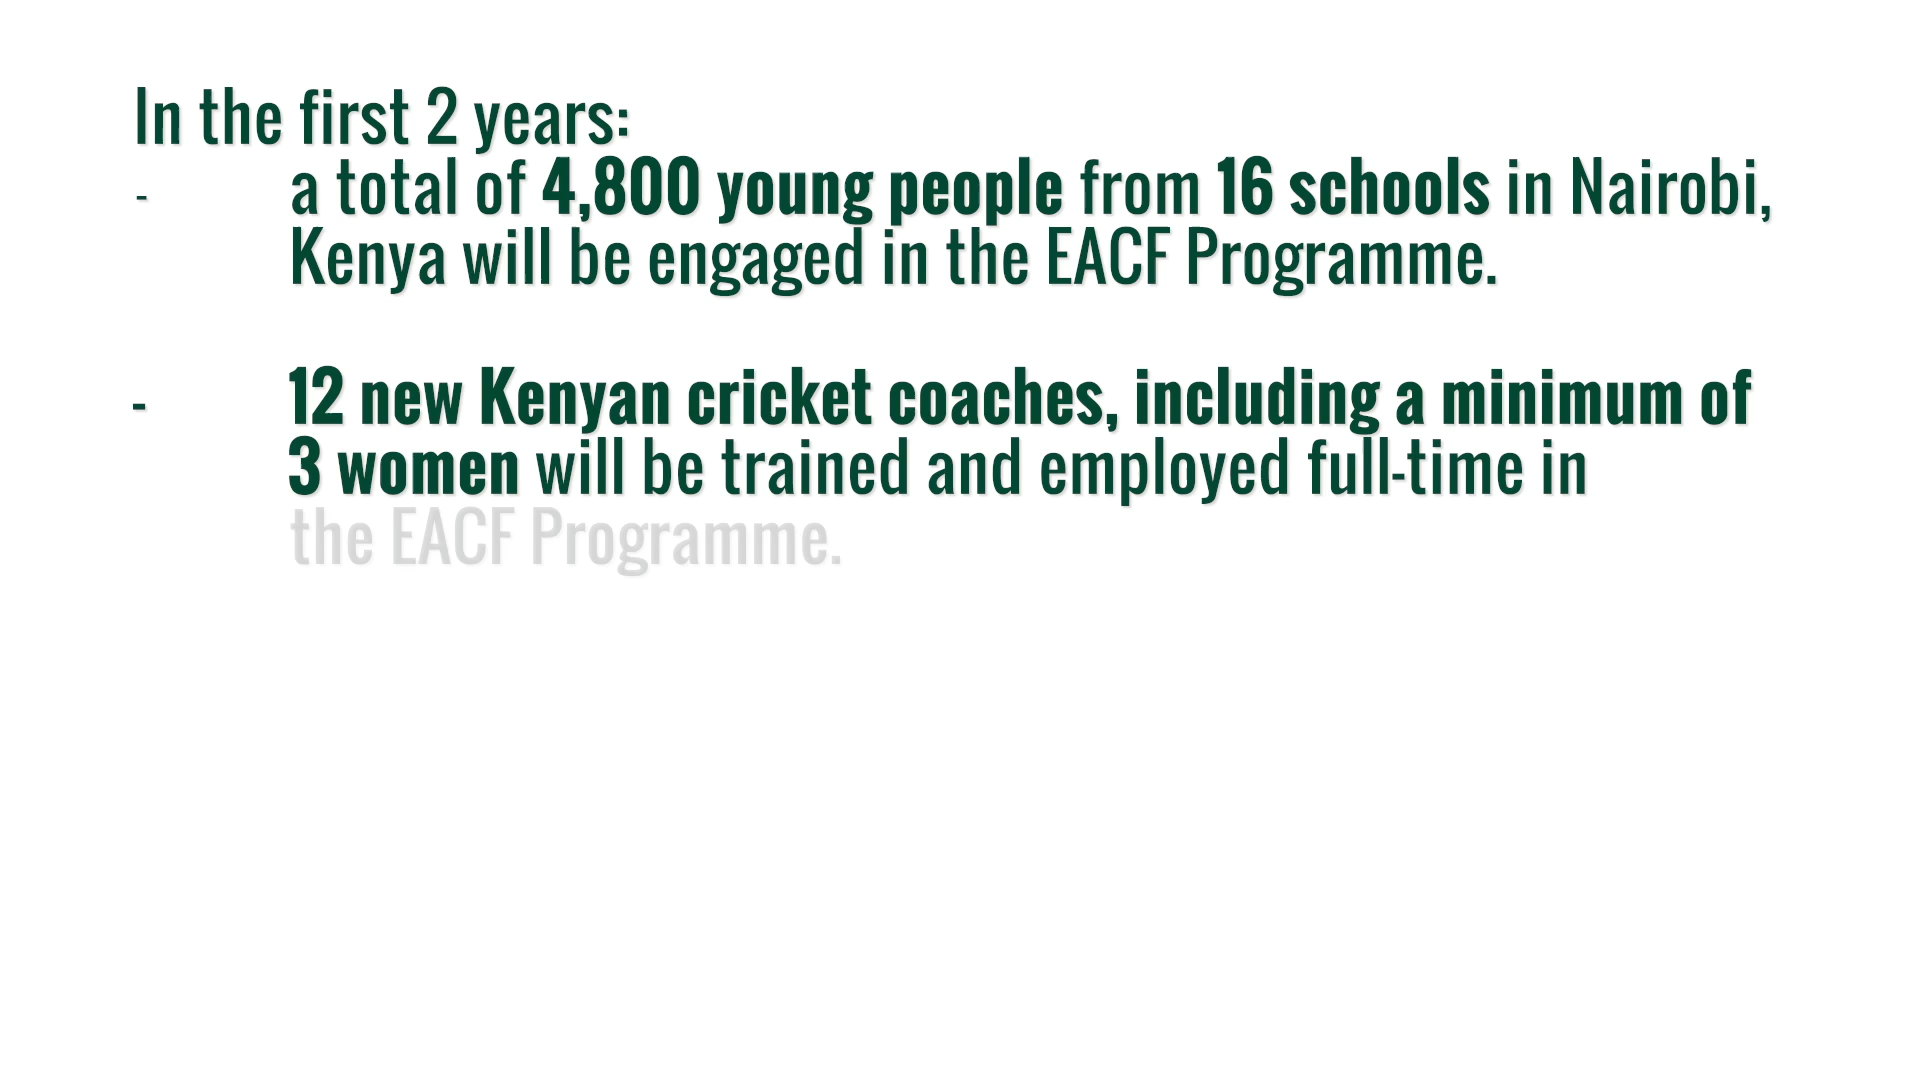 In the first 2 years:
- a total of 4,800 young people from 16 schools in Nairobi,
Kenya will be engaged in the EACF Programme.
- 12 new Kenyan cricket coaches, including a minimum of
3 women will be trained and employed full-time in
the EACF Programme.